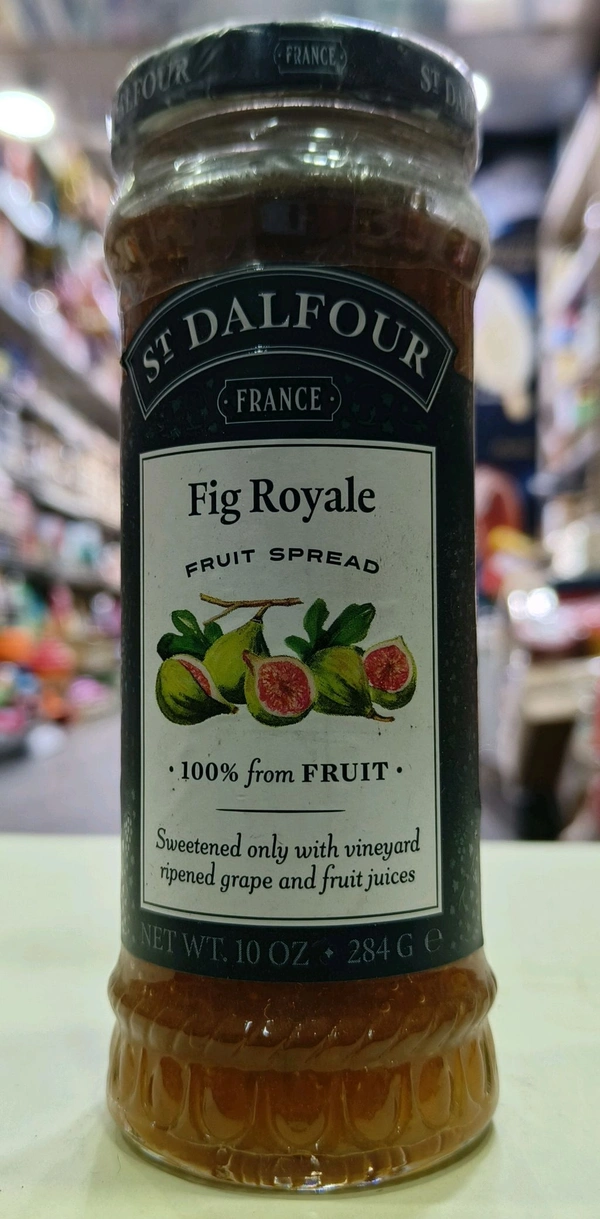 FRANCE
ST DALFOUR
FRANCE
Fig Royale
FRUIT SPREAD
· 100% from FRUIT ·
Sweetened only with vineyard
ripened grape and fruit juices
NET WT. 10 OZ · 284 G ℮